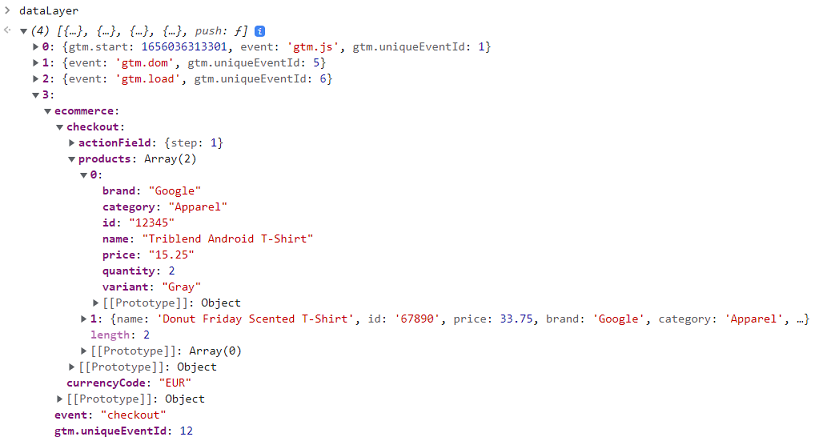 dataLayer
(4) [{…}, {…}, {…}, {…}, push: ƒ] i
0: {gtm.start: 1656036313301, event: 'gtm.js', gtm.uniqueEventId: 1}
1: {event: 'gtm.dom', gtm.uniqueEventId: 5}
2: {event: 'gtm.load', gtm.uniqueEventId: 6}
3:
ecommerce:
checkout:
actionField: {step: 1}
products: Array(2)
0:
brand: "Google"
category: "Apparel"
id: "12345"
name: "Triblend Android T-Shirt"
price: "15.25"
quantity: 2
variant: "Gray"
[[Prototype]]: Object
1: {name: 'Donut Friday Scented T-Shirt', id: '67890', price: 33.75, brand: 'Google', category: 'Apparel', …}
length: 2
[[Prototype]]: Array(0)
[[Prototype]]: Object
currencyCode: "EUR"
[[Prototype]]: Object
event: "checkout"
gtm.uniqueEventId: 12